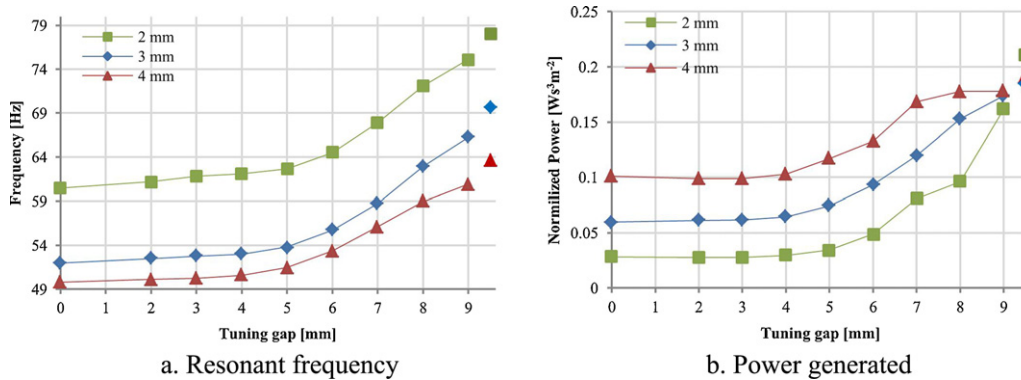 79
74
69
64
59
54
49
Frequency [Hz]
2 mm
3 mm
4 mm
0 1 2 3 4 5 6 7 8 9
Tuning gap [mm]
a. Resonant frequency
0.25
0.2
0.15
0.1
0.05
0
Normilized Power [Ws³m⁻²]
2 mm
3 mm
4 mm
0 1 2 3 4 5 6 7 8 9
Tuning gap [mm]
b. Power generated